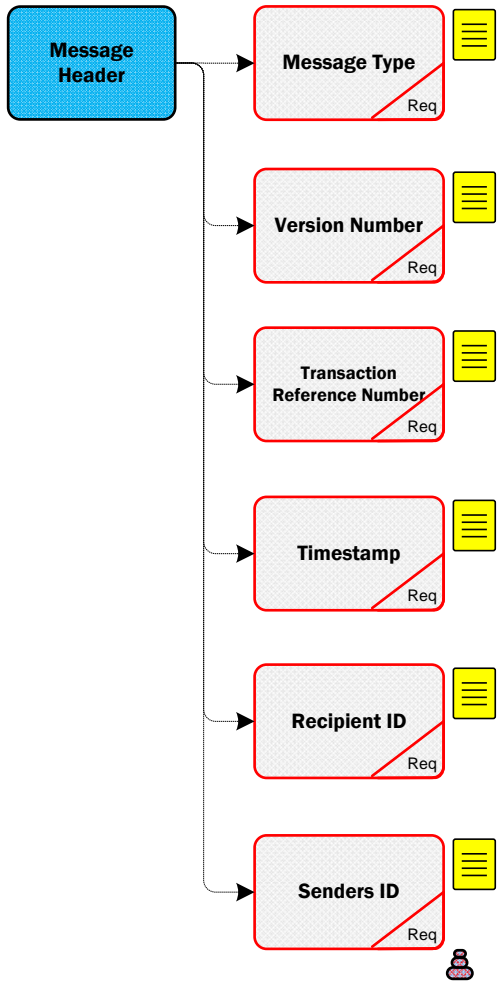 Message
Header
Message Type
Req
Version Number
Req
Transaction
Reference Number
Req
Timestamp
Req
Recipient ID
Req
Senders ID
Req